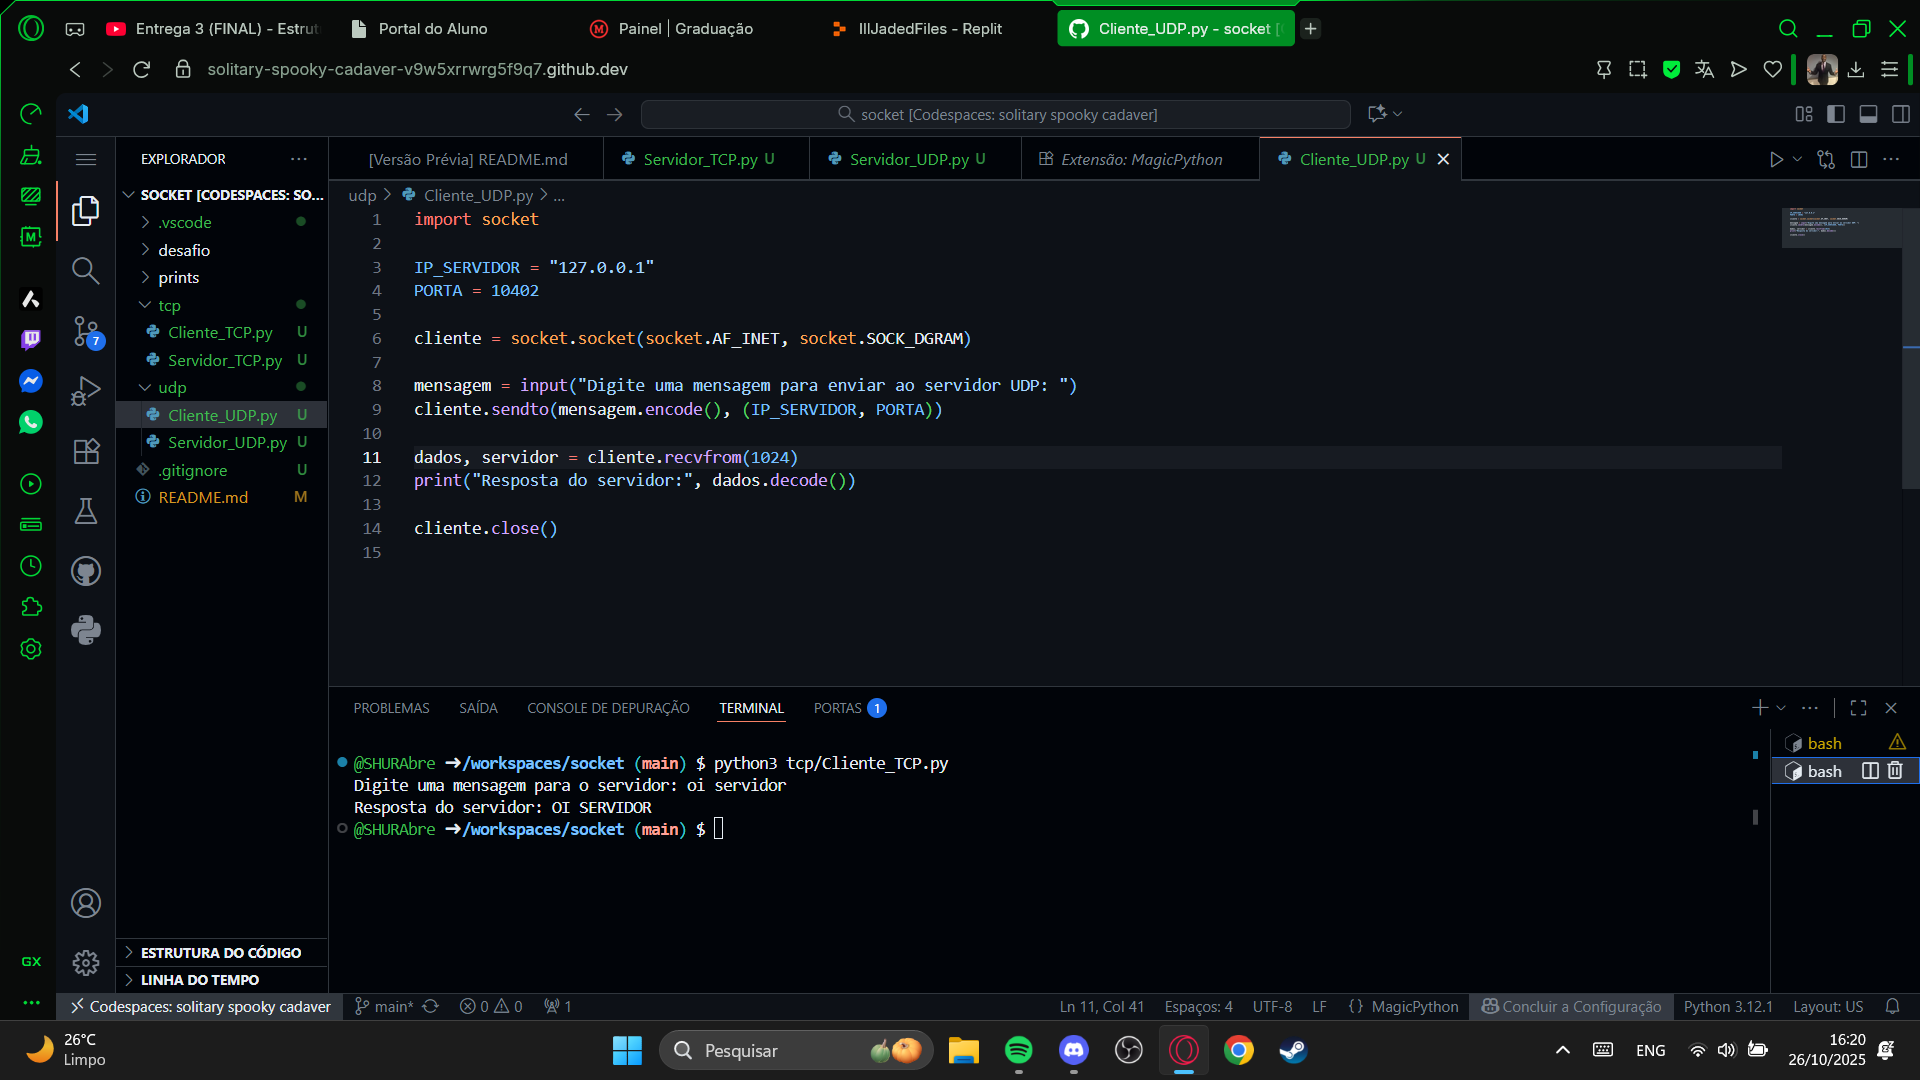 Entrega 3 (FINAL) - Estrut
Portal do Aluno
Painel | Graduação
IllJadedFiles - Replit
Cliente_UDP.py - socket [
solitary-spooky-cadaver-v9w5xrrwrg5f9q7.github.dev
socket [Codespaces: solitary spooky cadaver]
EXPLORADOR
[Versão Prévia] README.md
Servidor_TCP.py U
Servidor_UDP.py U
Extensão: MagicPython
Cliente_UDP.py U
SOCKET [CODESPACES: SO...
.vscode
desafio
prints
tcp
Cliente_TCP.py U
Servidor_TCP.py U
udp
Cliente_UDP.py U
Servidor_UDP.py U
.gitignore U
README.md M
7
udp > Cliente_UDP.py > ...
1 import socket
2
3 IP_SERVIDOR = "127.0.0.1"
4 PORTA = 10402
5
6 cliente = socket.socket(socket.AF_INET, socket.SOCK_DGRAM)
7
8 mensagem = input("Digite uma mensagem para enviar ao servidor UDP: ")
9 cliente.sendto(mensagem.encode(), (IP_SERVIDOR, PORTA))
10
11 dados, servidor = cliente.recvfrom(1024)
12 print("Resposta do servidor:", dados.decode())
13
14 cliente.close()
15
PROBLEMAS
SAÍDA
CONSOLE DE DEPURAÇÃO
TERMINAL
PORTAS 1
@SHURAbre ➜/workspaces/socket (main) $ python3 tcp/Cliente_TCP.py
Digite uma mensagem para o servidor: oi servidor
Resposta do servidor: OI SERVIDOR
@SHURAbre ➜/workspaces/socket (main) $
bash
bash
ESTRUTURA DO CÓDIGO
LINHA DO TEMPO
GX
Codespaces: solitary spooky cadaver
main*
0
0
1
Ln 11, Col 41
Espaços: 4
UTF-8
LF
{} MagicPython
Concluir a Configuração
Python 3.12.1
Layout: US
26°C
Limpo
Pesquisar
ENG
16:20
26/10/2025